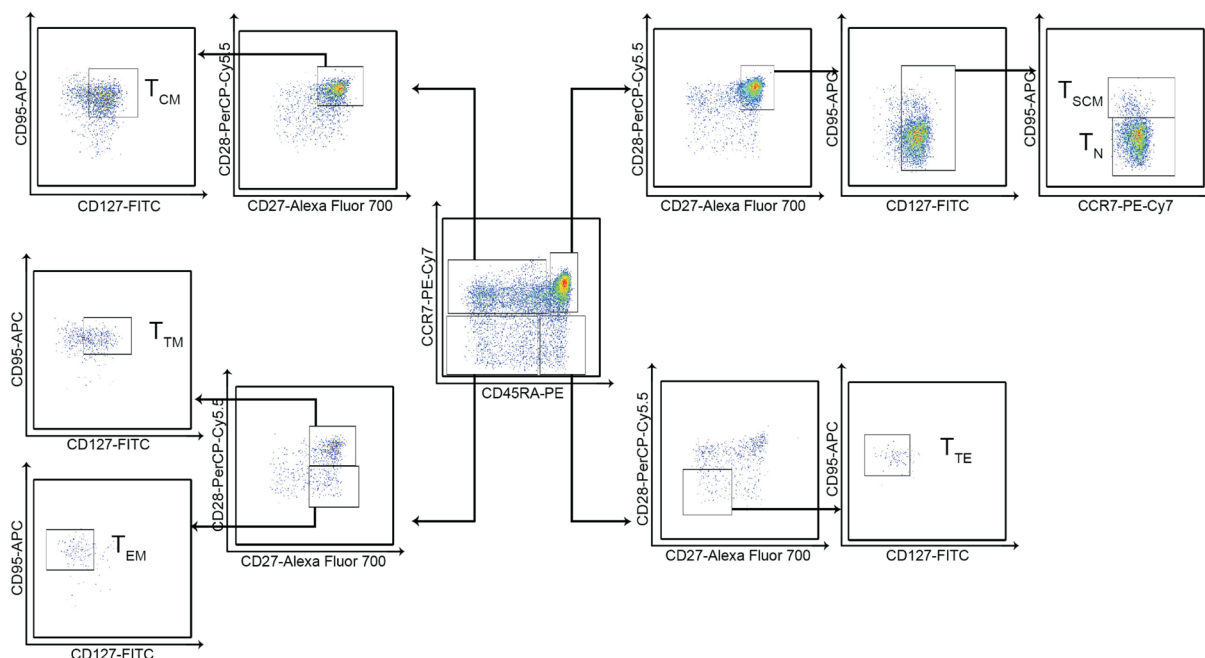 CD95-APC
T CM
CD127-FITC
CD28-PerCP-Cy5.5
CD27-Alexa Fluor 700
CD28-PerCP-Cy5.5
CD27-Alexa Fluor 700
CD95-APC
CD127-FITC
CD95-APC
T SCM
T N
CCR7-PE-Cy7
CCR7-PE-Cy7
CD45RA-PE
CD95-APC
T TM
CD127-FITC
CD28-PerCP-Cy5.5
CD27-Alexa Fluor 700
CD95-APC
T EM
CD127-FITC
CD28-PerCP-Cy5.5
CD27-Alexa Fluor 700
CD95-APC
T TE
CD127-FITC